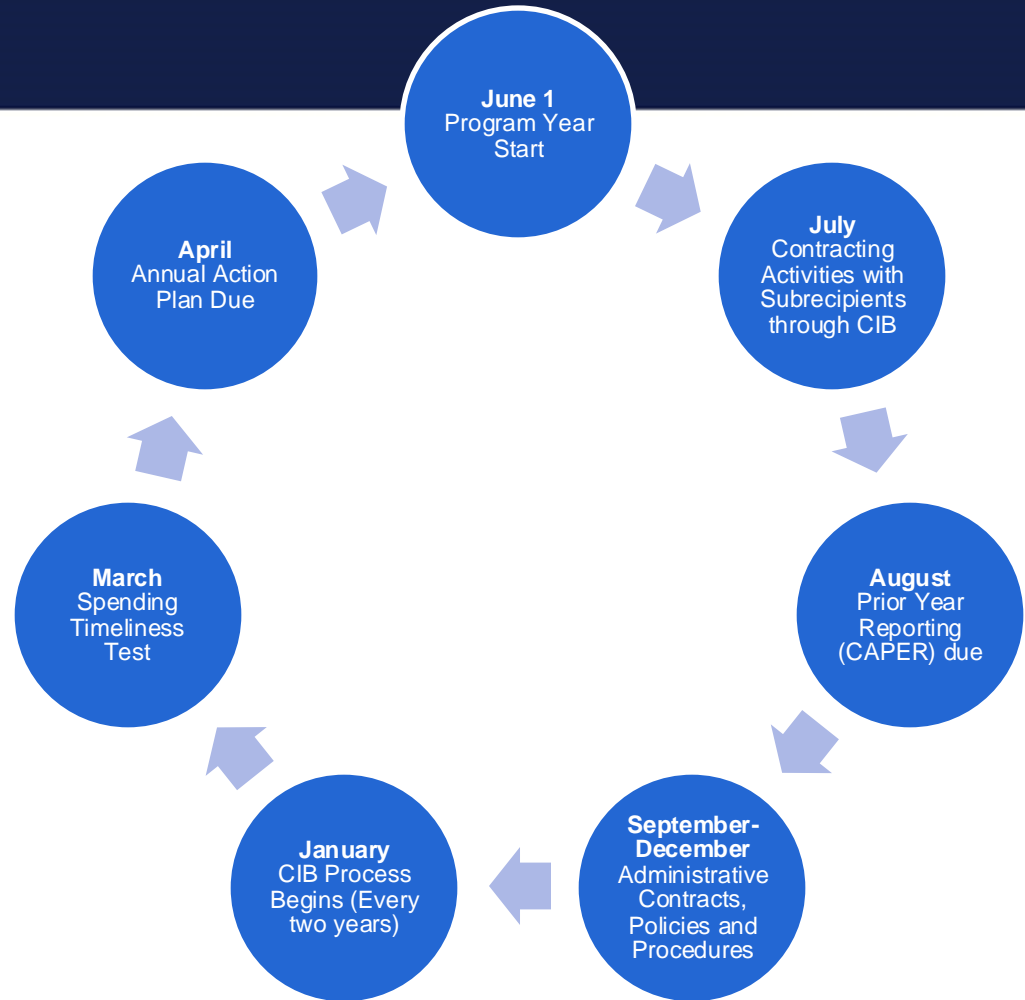 June 1
Program Year
Start
July
Contracting
Activities with
Subrecipients
through CIB
August
Prior Year
Reporting
(CAPER) due
September-
December
Administrative
Contracts,
Policies and
Procedures
January
CIB Process
Begins (Every
two years)
March
Spending
Timeliness
Test
April
Annual Action
Plan Due